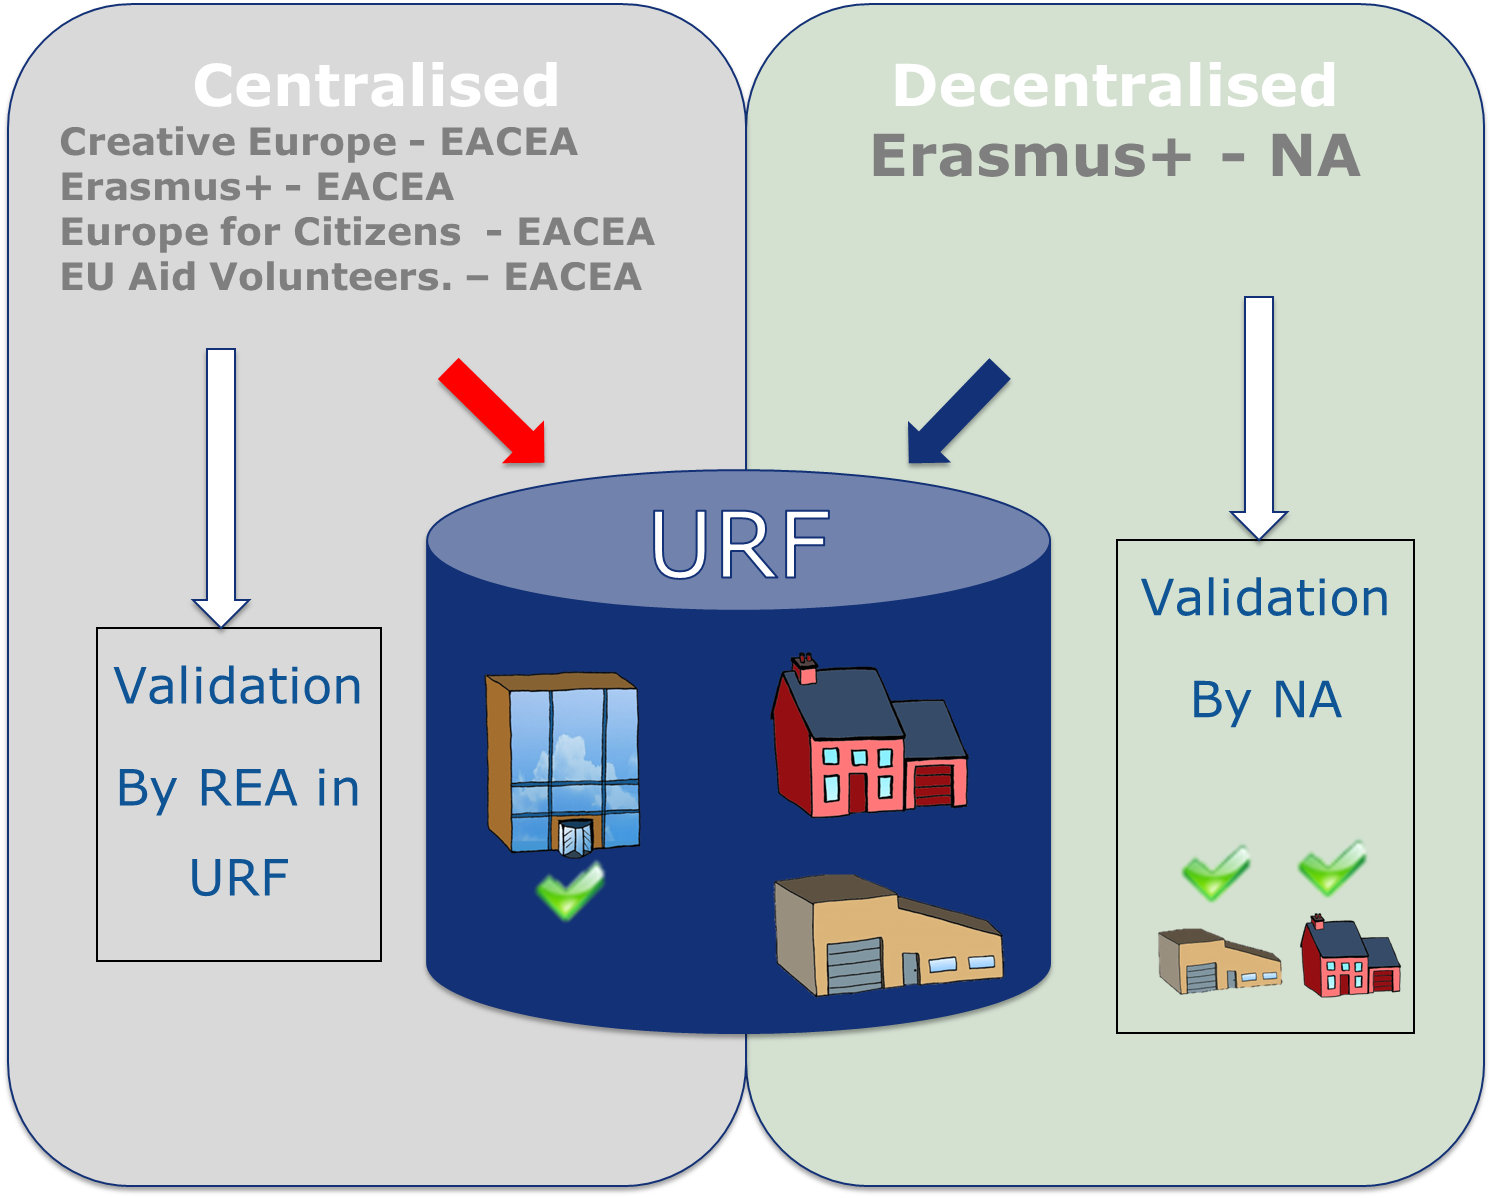 Centralised
Creative Europe - EACEA
Erasmus+ - EACEA
Europe for Citizens  - EACEA
EU Aid Volunteers. – EACEA
Decentralised
Erasmus+ - NA
URF
Validation
By REA in
URF
Validation
By NA